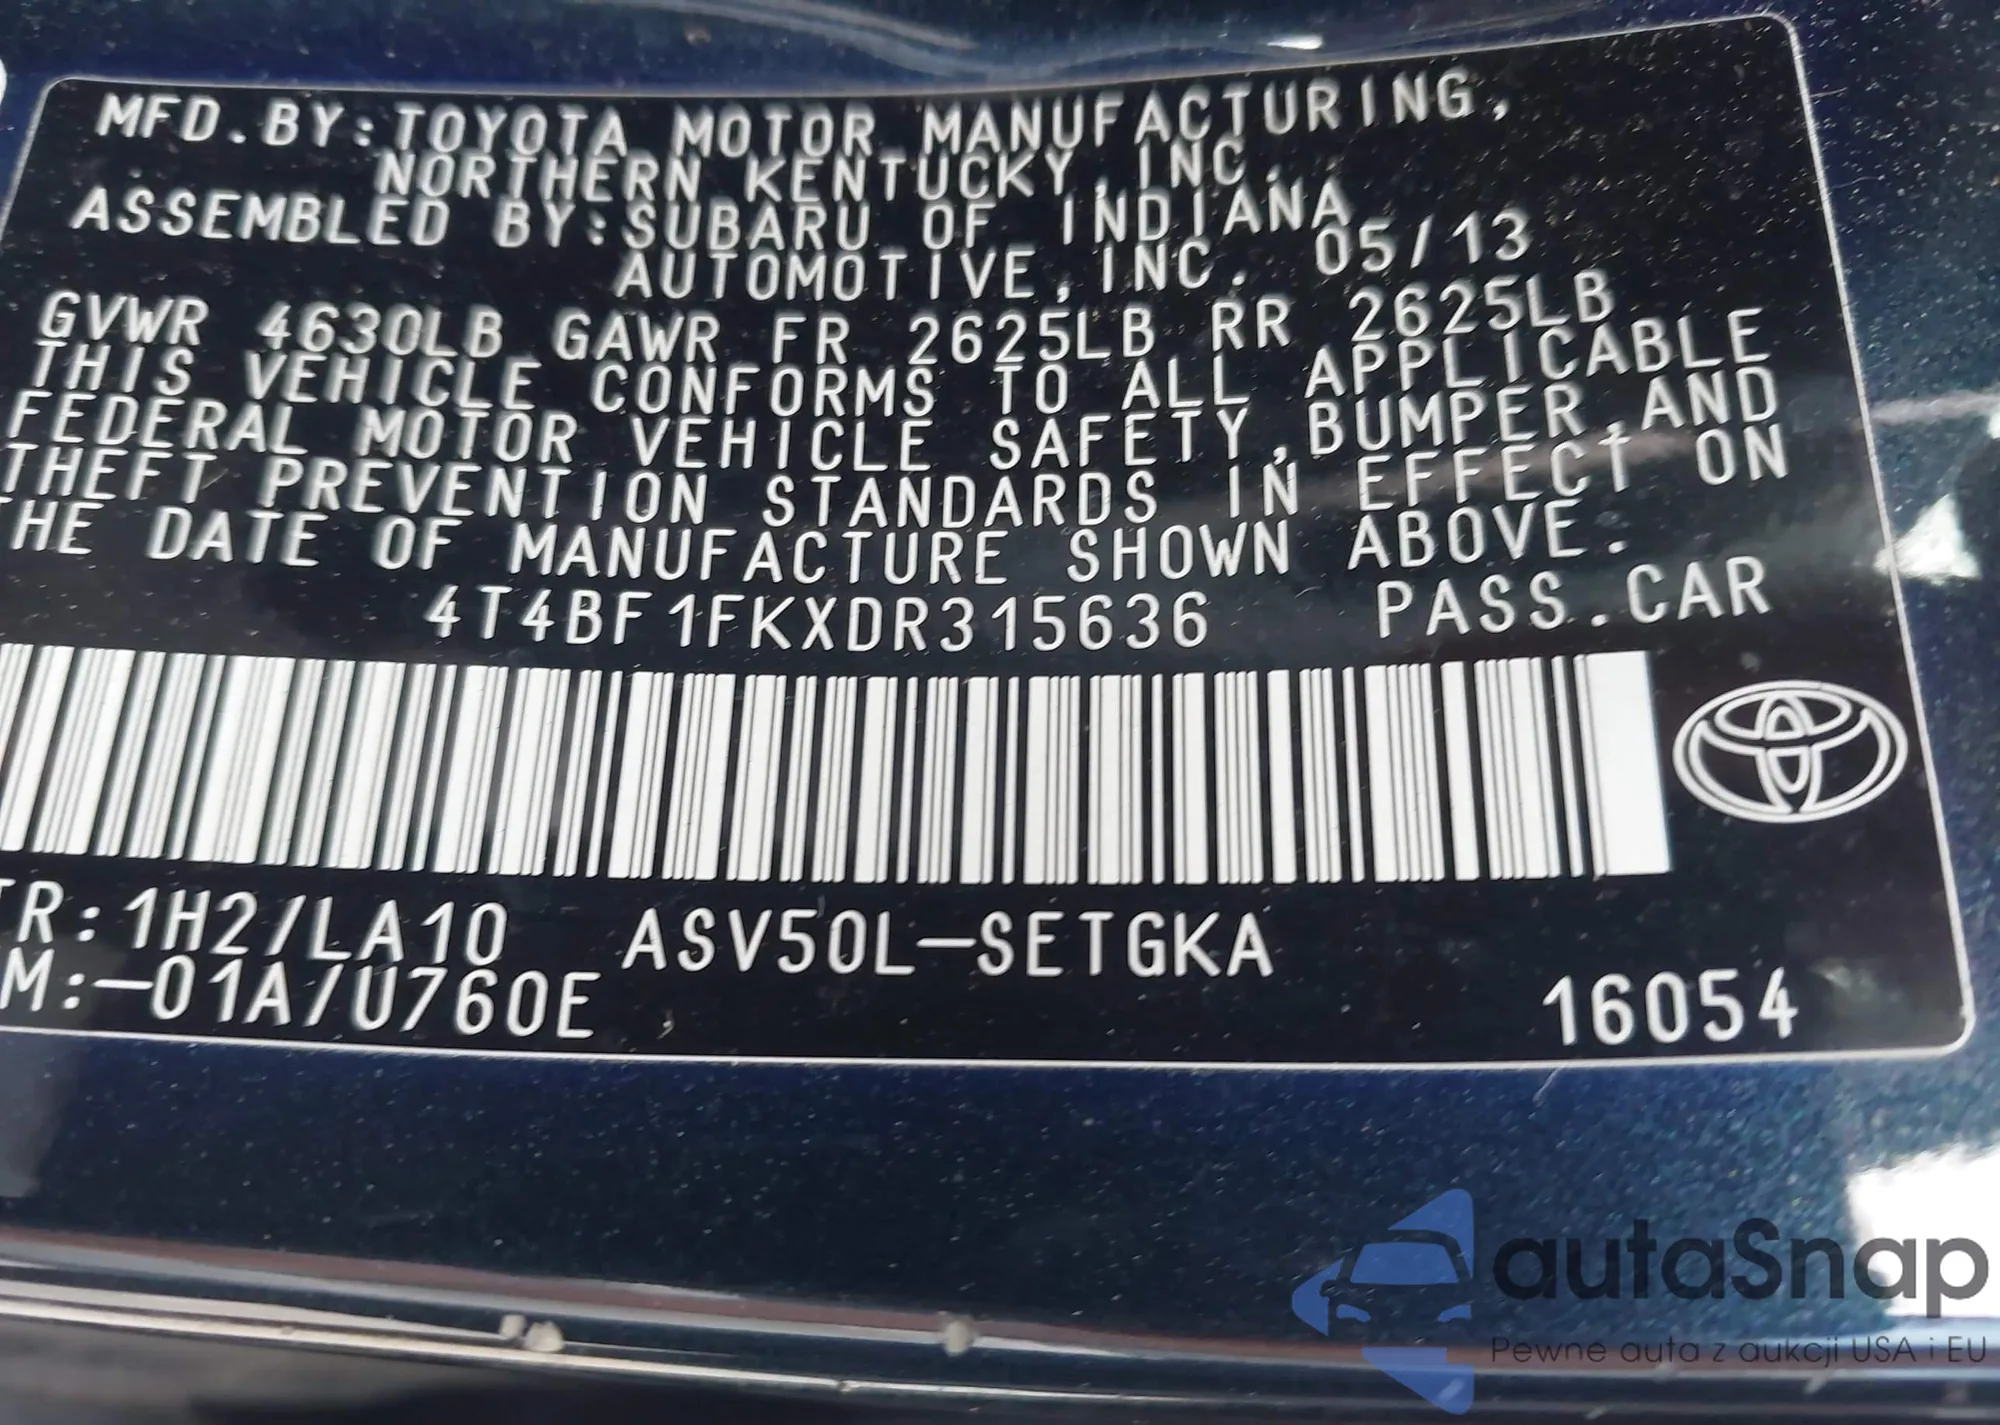 MFD.BY:TOYOTA MOTOR MANUFACTURING,
NORTHERN KENTUCKY, INC.
ASSEMBLED BY:SUBARU OF INDIANA
AUTOMOTIVE, INC. 05/13
GVWR 4630LB GAWR FR 2625LB RR 2625LB
THIS VEHICLE CONFORMS TO ALL APPLICABLE
FEDERAL MOTOR VEHICLE SAFETY,BUMPER,AND
THEFT PREVENTION STANDARDS IN EFFECT ON
THE DATE OF MANUFACTURE SHOWN ABOVE.
4T4BF1FKXDR315636 PASS.CAR
TR:1H2/LA10 ASV50L-SETGKA
M:-01A/U760E 16054
autaSnap
Pewne auta z aukcji USA i EU